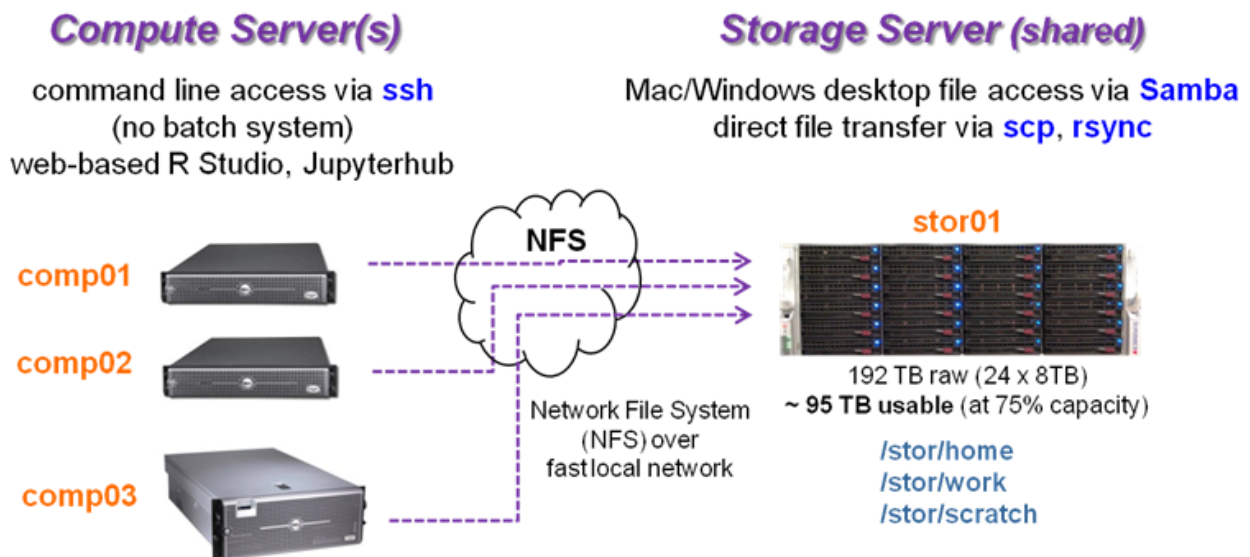 Compute Server(s)
command line access via ssh
(no batch system)
web-based R Studio, Jupyterhub
Storage Server (shared)
Mac/Windows desktop file access via Samba
direct file transfer via scp, rsync
comp01
comp02
comp03
NFS
Network File System
(NFS) over
fast local network
stor01
192 TB raw (24 x 8TB)
~ 95 TB usable (at 75% capacity)
/stor/home
/stor/work
/stor/scratch